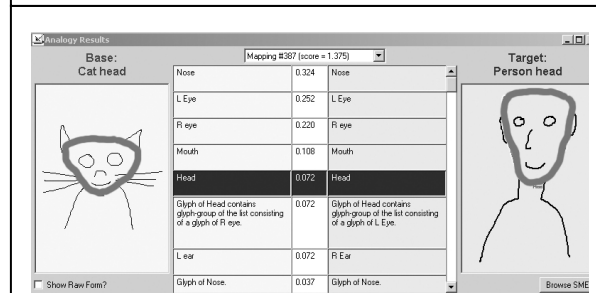 Analogy Results
Base:
Cat head
Mapping #387 (score = 1.375)
Target:
Person head
Nose 0.324 Nose
L Eye 0.252 L Eye
R eye 0.220 R eye
Mouth 0.108 Mouth
Head 0.072 Head
Glyph of Head contains 0.072 Glyph of Head contains
glyph-group of the list consisting glyph-group of the list consisting
of a glyph of R eye. of a glyph of L Eye.
L ear 0.072 R Ear
Glyph of Nose. 0.037 Glyph of Nose.
Show Raw Form?
Browse SME